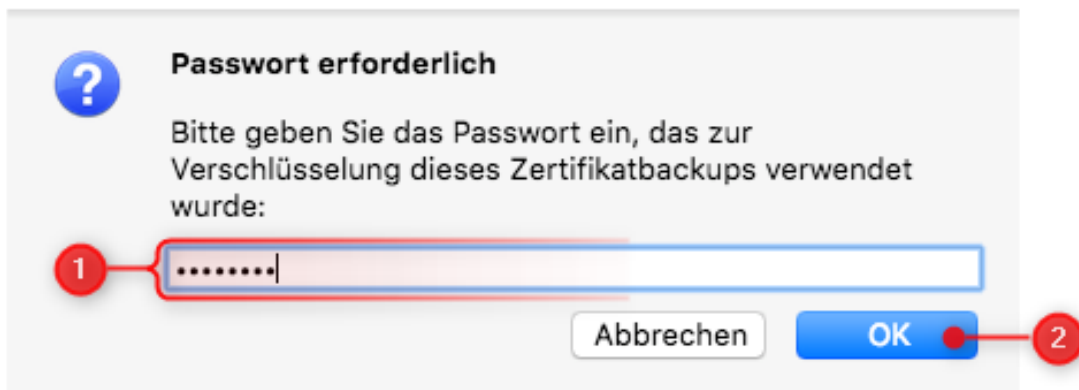 ?
Passwort erforderlich
Bitte geben Sie das Passwort ein, das zur
Verschlüsselung dieses Zertifikatbackups verwendet
wurde:
1
••••••••
Abbrechen
OK
2